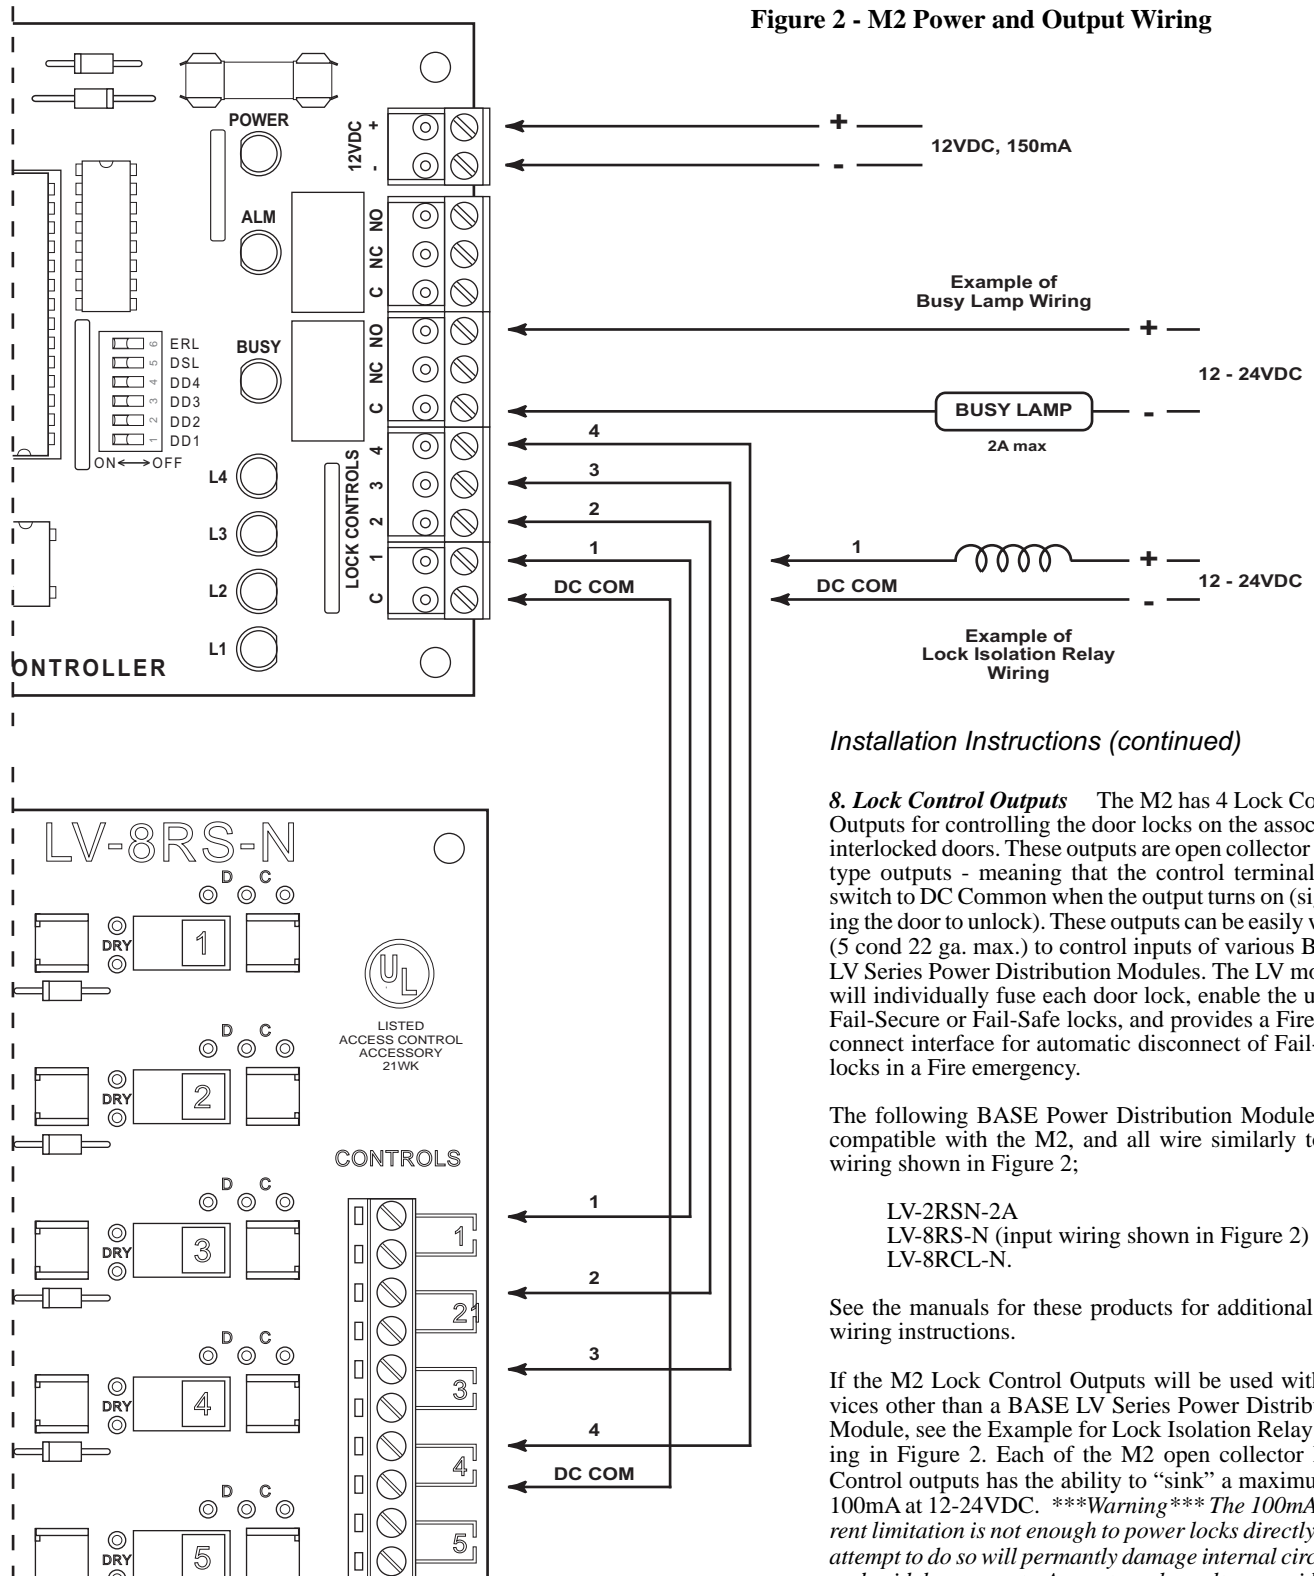 Figure 2 - M2 Power and Output Wiring
POWER
12VDC
+
-
+
-
12VDC, 150mA
ALM
NO
NC
C
Example of
Busy Lamp Wiring
BUSY
NO
NC
C
+
-
12 - 24VDC
BUSY LAMP
2A max
6 ERL
5 DSL
4 DD4
3 DD3
2 DD2
1 DD1
ON OFF
L4
L3
L2
L1
LOCK CONTROLS
4
3
2
1
C
4
3
2
1
DC COM
1
DC COM
+
-
12 - 24VDC
Example of
Lock Isolation Relay
Wiring
ONTROLLER
LV-8RS-N
D C
DRY
1
D C
DRY
2
D C
DRY
3
D C
DRY
4
D C
DRY
5
UL
LISTED
ACCESS CONTROL
ACCESSORY
21WK
CONTROLS
1
21
3
4
5
1
2
3
4
DC COM
Installation Instructions (continued)
8. Lock Control Outputs The M2 has 4 Lock Co
Outputs for controlling the door locks on the assoc
interlocked doors. These outputs are open collector
type outputs - meaning that the control terminal
switch to DC Common when the output turns on (si
ing the door to unlock). These outputs can be easily
(5 cond 22 ga. max.) to control inputs of various B
LV Series Power Distribution Modules. The LV mo
will individually fuse each door lock, enable the u
Fail-Secure or Fail-Safe locks, and provides a Fire
connect interface for automatic disconnect of Fail-
locks in a Fire emergency.
The following BASE Power Distribution Module
compatible with the M2, and all wire similarly to
wiring shown in Figure 2;
LV-2RSN-2A
LV-8RS-N (input wiring shown in Figure 2)
LV-8RCL-N.
See the manuals for these products for additional
wiring instructions.
If the M2 Lock Control Outputs will be used with
vices other than a BASE LV Series Power Distribu
Module, see the Example for Lock Isolation Relay
ing in Figure 2. Each of the M2 open collector
Control outputs has the ability to “sink” a maximu
100mA at 12-24VDC. ***Warning*** The 100mA
rent limitation is not enough to power locks directly
attempt to do so will permantly damage internal circ